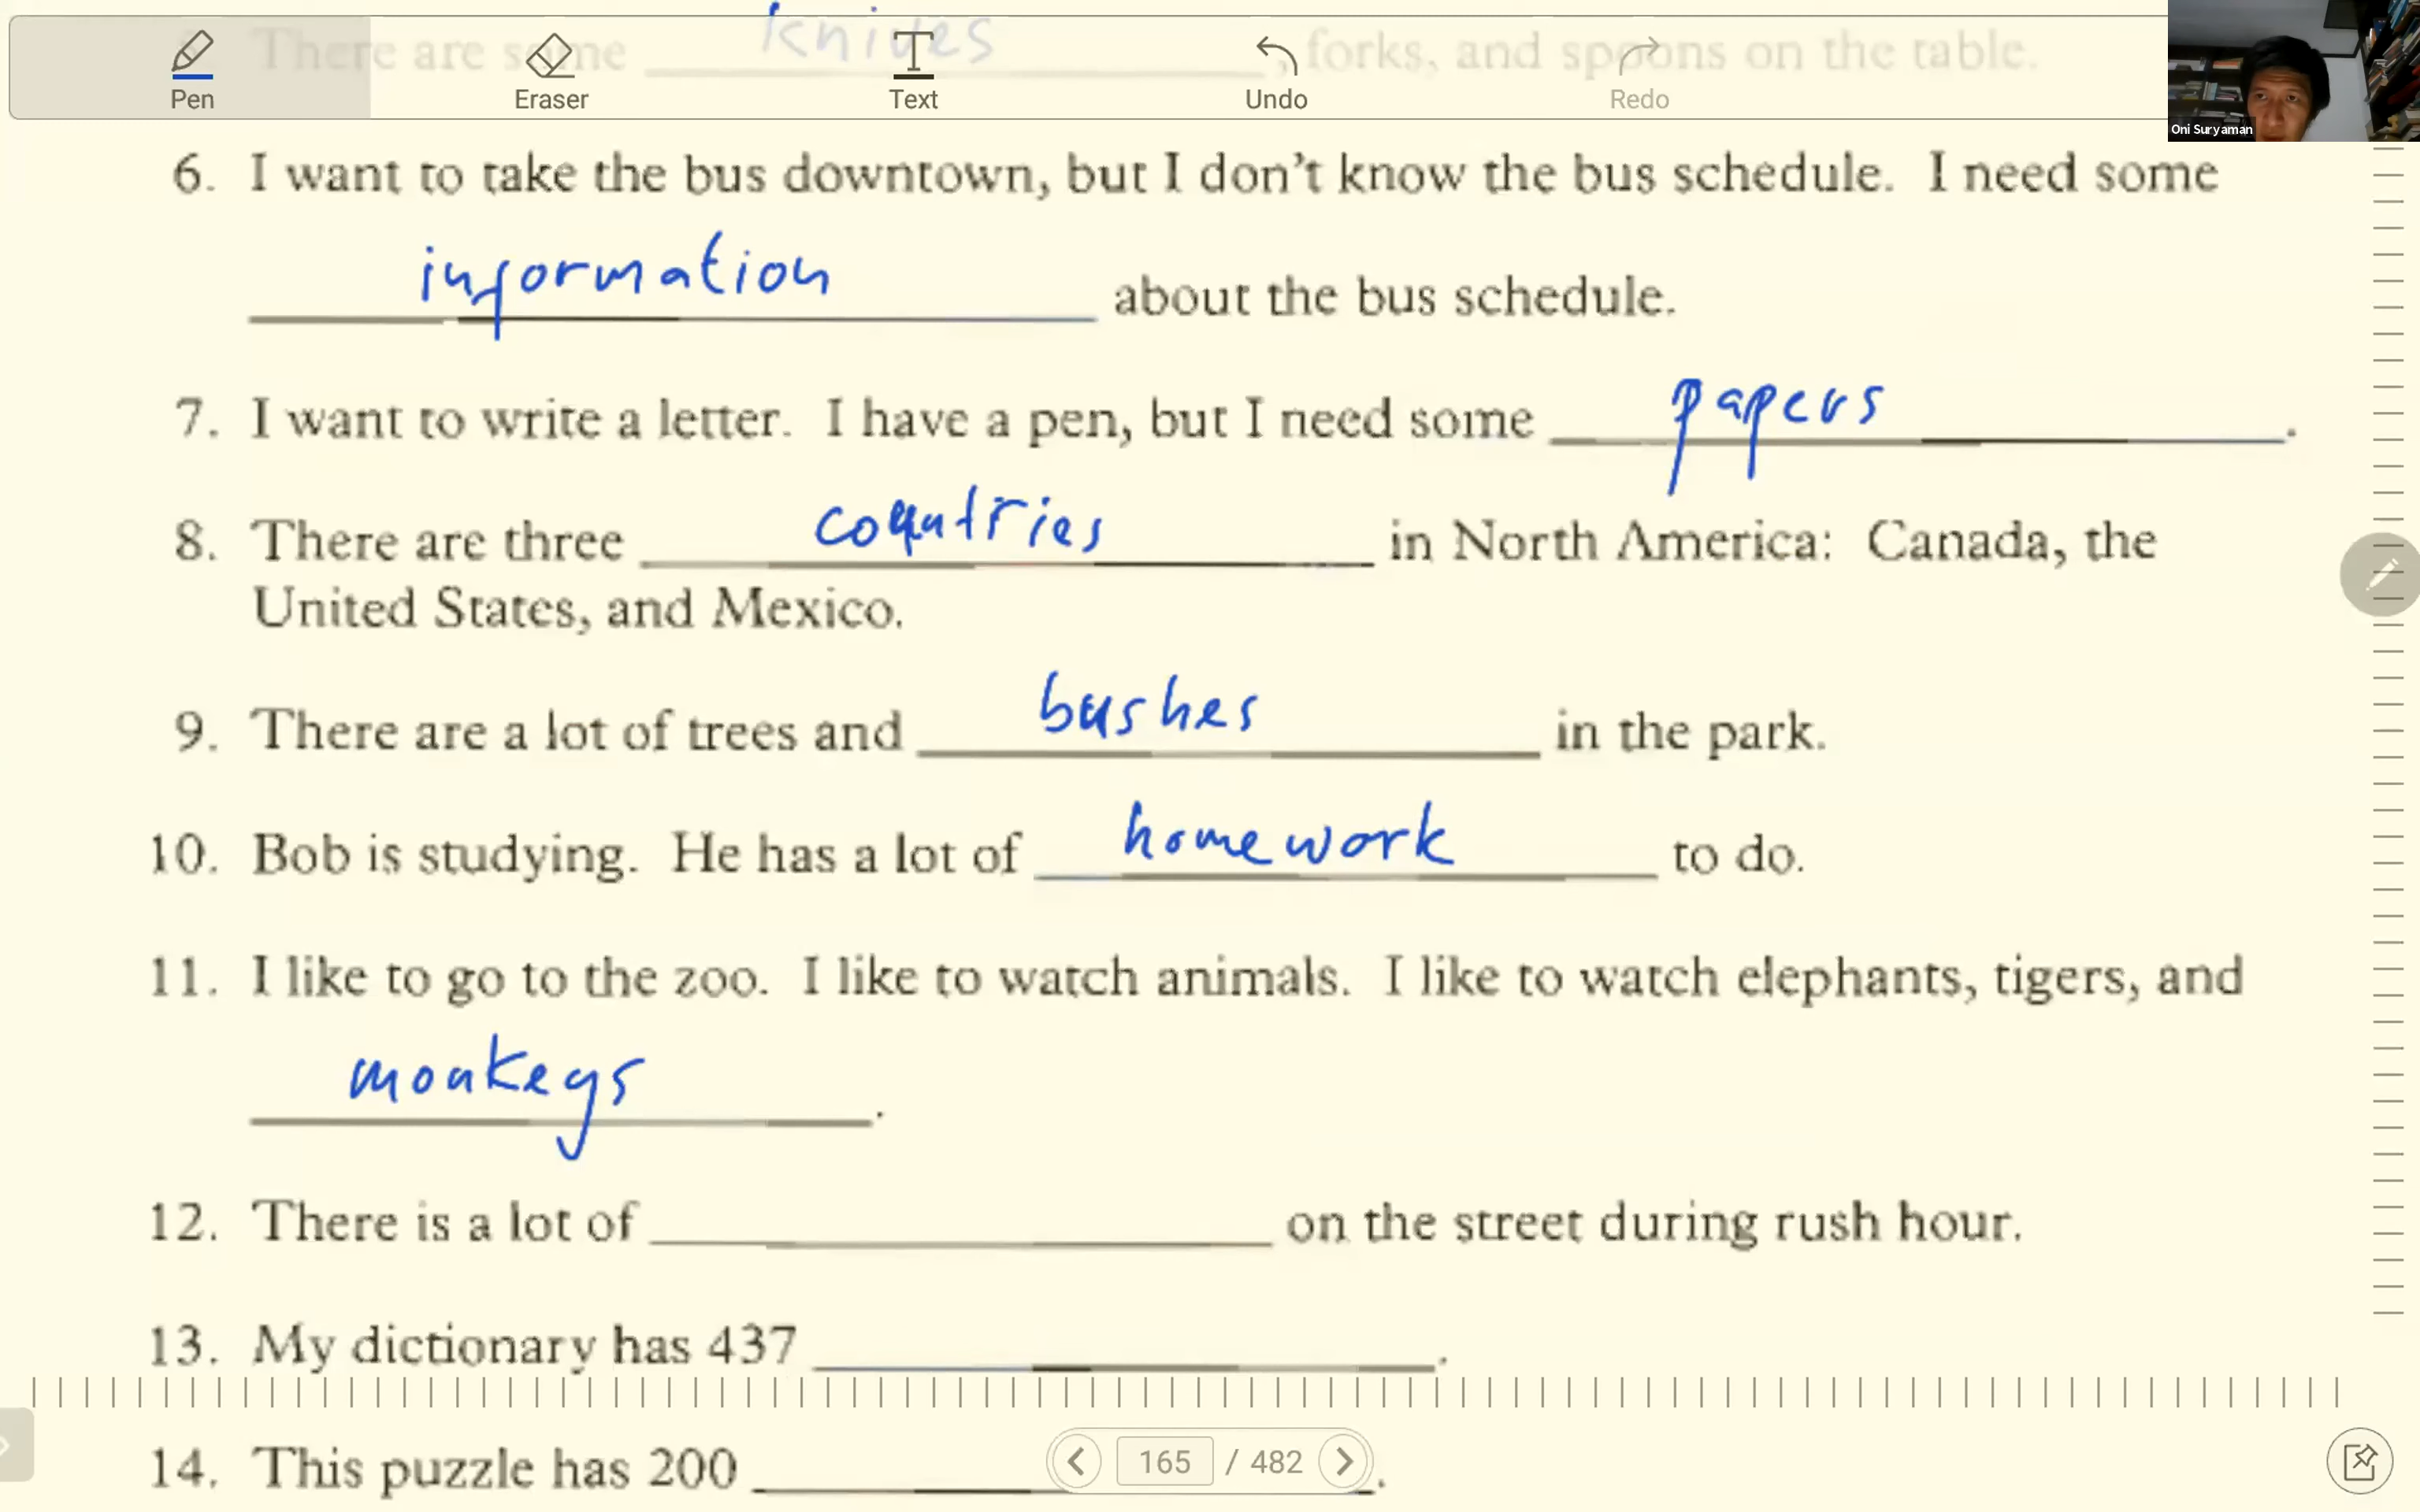 There are some knives , forks, and spoons on the table.
Pen Eraser Text Undo Redo
Oni Suryaman
6. I want to take the bus downtown, but I don't know the bus schedule. I need some
information about the bus schedule.
7. I want to write a letter. I have a pen, but I need some papers .
8. There are three countries in North America: Canada, the
United States, and Mexico.
9. There are a lot of trees and bushes in the park.
10. Bob is studying. He has a lot of homework to do.
11. I like to go to the zoo. I like to watch animals. I like to watch elephants, tigers, and
monkeys .
12. There is a lot of on the street during rush hour.
13. My dictionary has 437 .
14. This puzzle has 200 .
165 / 482